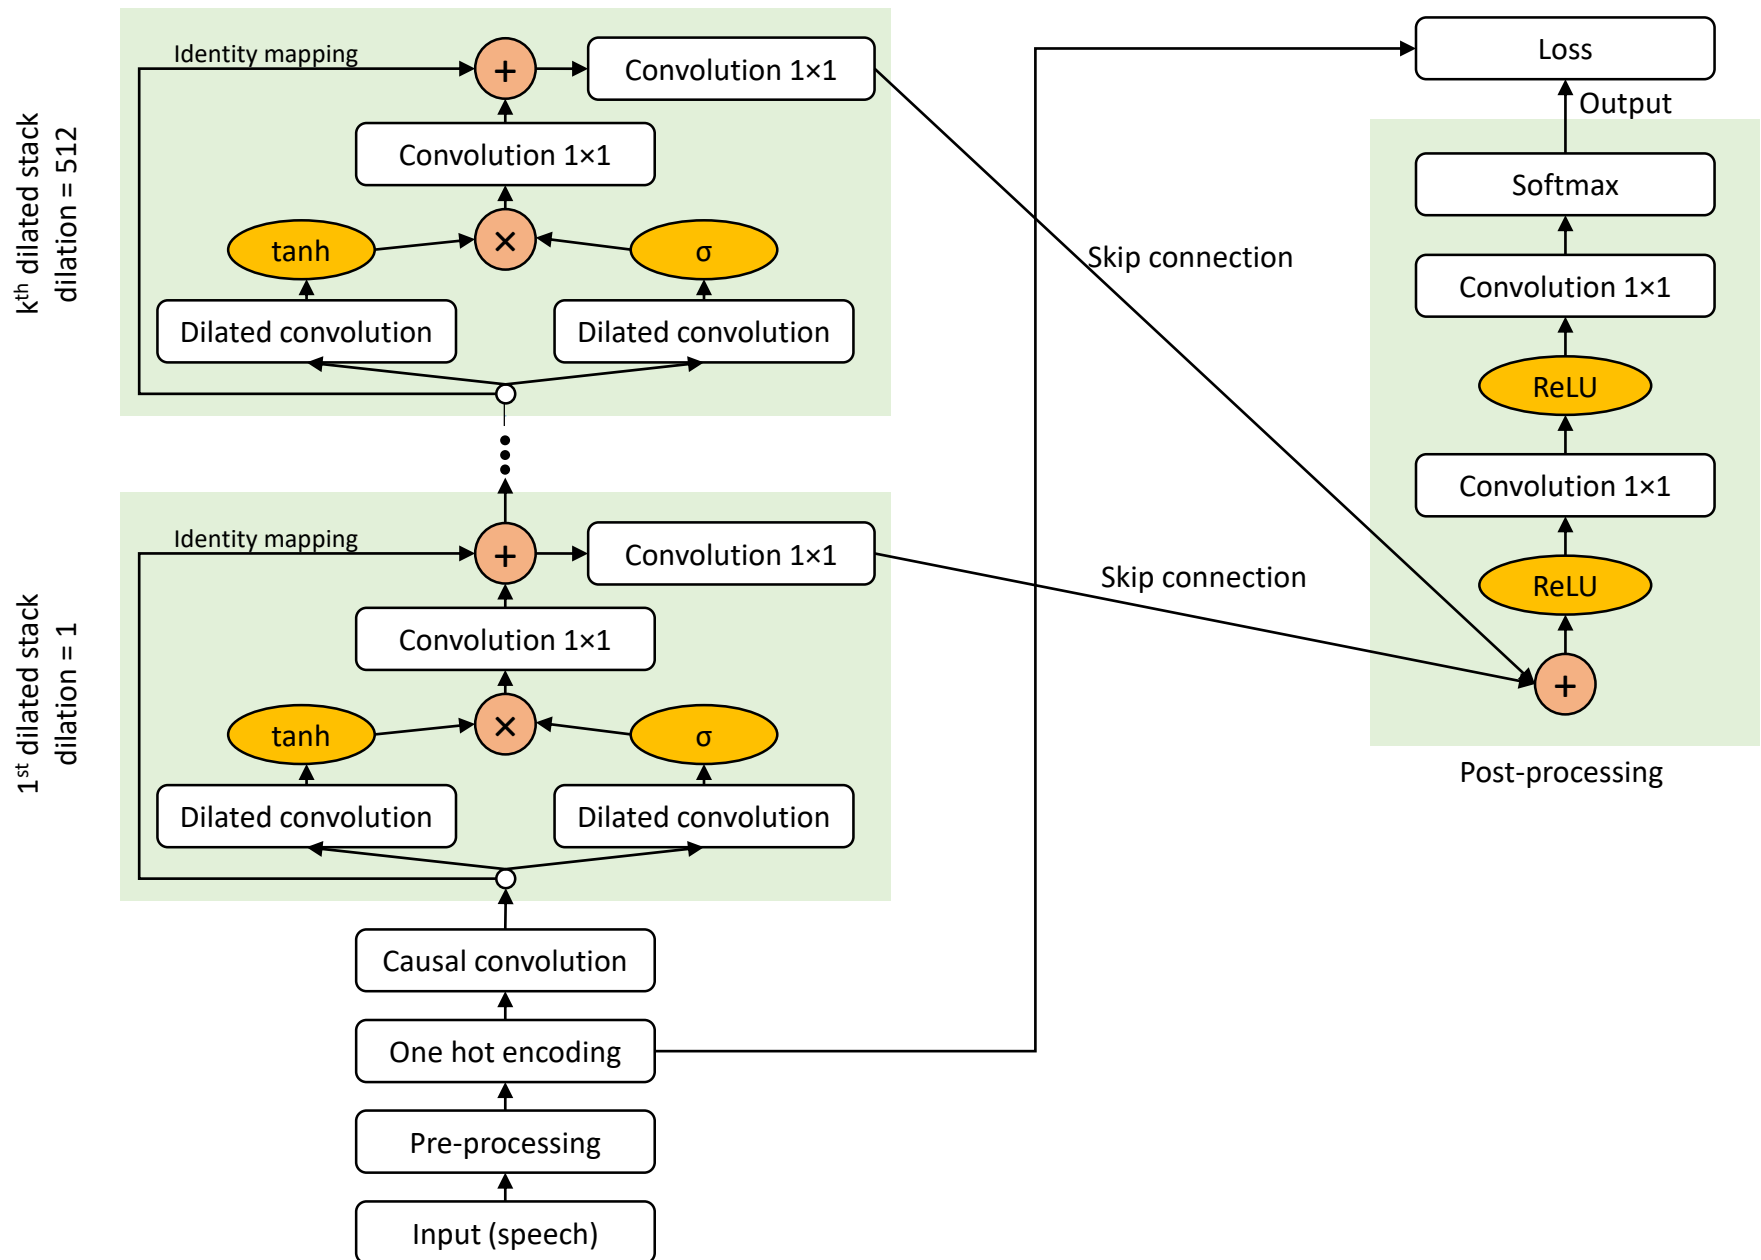 kth dilated stack
dilation = 512
Identity mapping
+
Convolution 1×1
Convolution 1×1
×
tanh
σ
Dilated convolution
Dilated convolution
1st dilated stack
dilation = 1
Identity mapping
+
Convolution 1×1
Convolution 1×1
×
tanh
σ
Dilated convolution
Dilated convolution
Causal convolution
One hot encoding
Pre-processing
Input (speech)
Skip connection
Skip connection
Loss
Output
Softmax
Convolution 1×1
ReLU
Convolution 1×1
ReLU
+
Post-processing